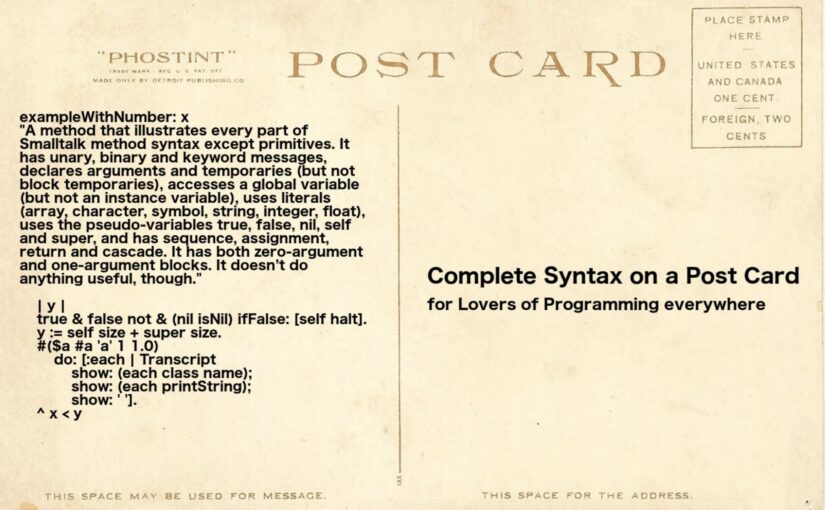 "PHOSTINT"
TRADE MARK - REG U.S. PAT. OFF.
MADE ONLY BY DETROIT PUBLISHING CO
POST CARD
PLACE STAMP
HERE
UNITED STATES
AND CANADA
ONE CENT.
FOREIGN, TWO
CENTS
exampleWithNumber: x
"A method that illustrates every part of
Smalltalk method syntax except primitives. It
has unary, binary and keyword messages,
declares arguments and temporaries (but not
block temporaries), accesses a global variable
(but not an instance variable), uses literals
(array, character, symbol, string, integer, float),
uses the pseudo-variables true, false, nil, self
and super, and has sequence, assignment,
return and cascade. It has both zero-argument
and one-argument blocks. It doesn't do
anything useful, though."
| y |
true & false not & (nil isNil) ifFalse: [self halt].
y := self size + super size.
#($a #a 'a' 1 1.0)
do: [:each | Transcript
show: (each class name);
show: (each printString);
show: ' '].
^ x < y
Complete Syntax on a Post Card
for Lovers of Programming everywhere
THIS SPACE MAY BE USED FOR MESSAGE.
THIS SPACE FOR THE ADDRESS.